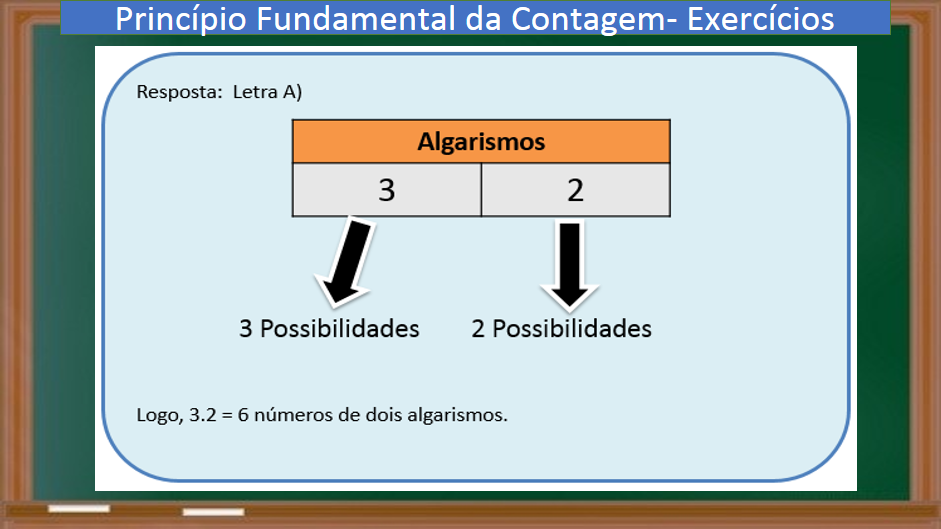 Princípio Fundamental da Contagem- Exercícios
Resposta:  Letra A)
Algarismos
3 2
3 Possibilidades 2 Possibilidades
Logo, 3.2 = 6 números de dois algarismos.